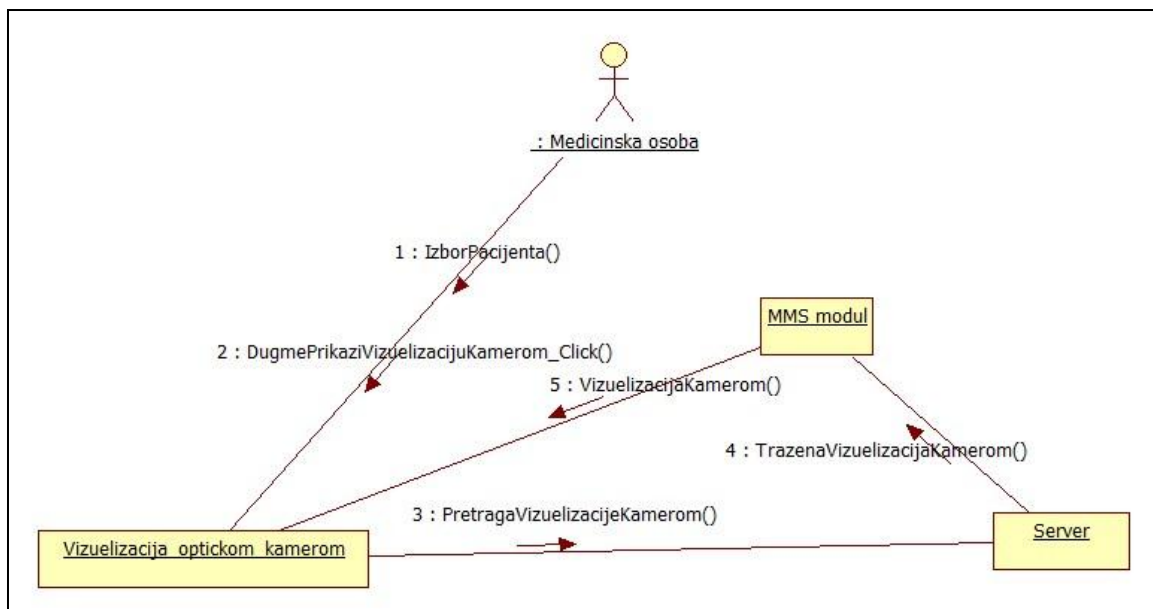 : Medicinska osoba
1 : IzborPacijenta()
MMS modul
2 : DugmePrikaziVizuelizacijuKamerom_Click()
5 : VizuelizacijaKamerom()
4 : TrazenaVizuelizacijaKamerom()
3 : PretragaVizuelizacijeKamerom()
Server
Vizuelizacija_optickom_kamerom